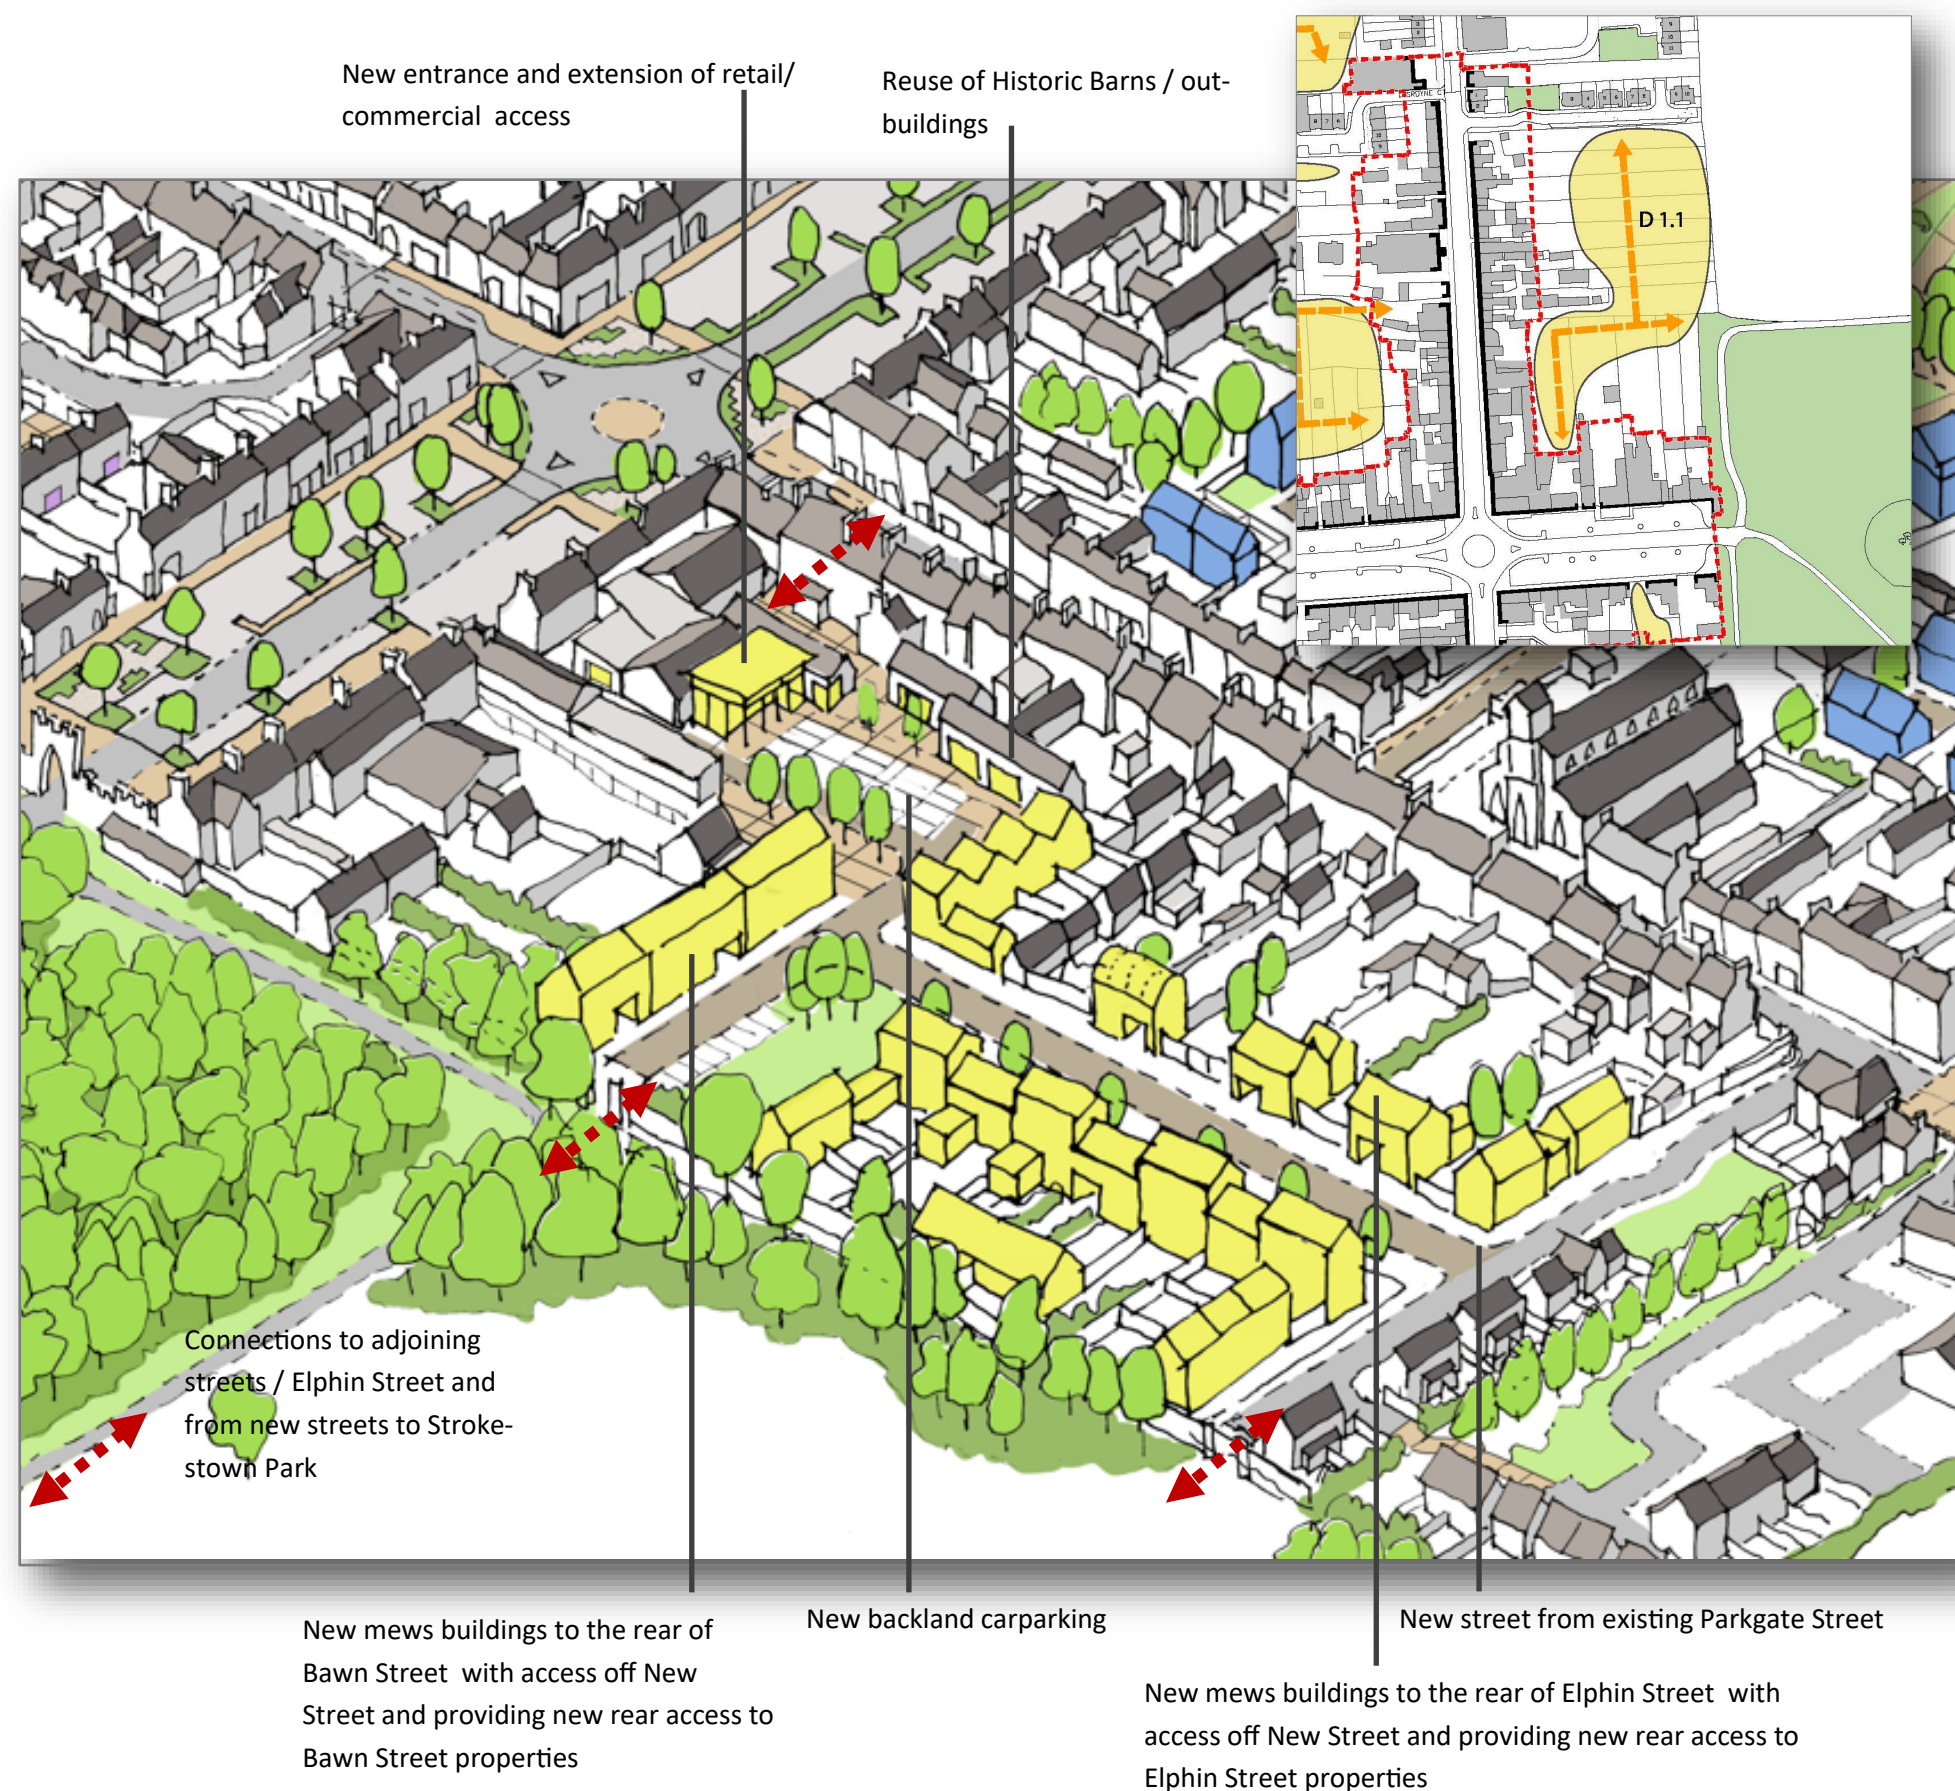 New entrance and extension of retail/
commercial  access
Reuse of Historic Barns / out-
buildings
D 1.1
Connections to adjoining
streets / Elphin Street and
from new streets to Stroke-
stown Park
New mews buildings to the rear of
Bawn Street  with access off New
Street and providing new rear access to
Bawn Street properties
New backland carparking
New street from existing Parkgate Street
New mews buildings to the rear of Elphin Street  with
access off New Street and providing new rear access to
Elphin Street properties